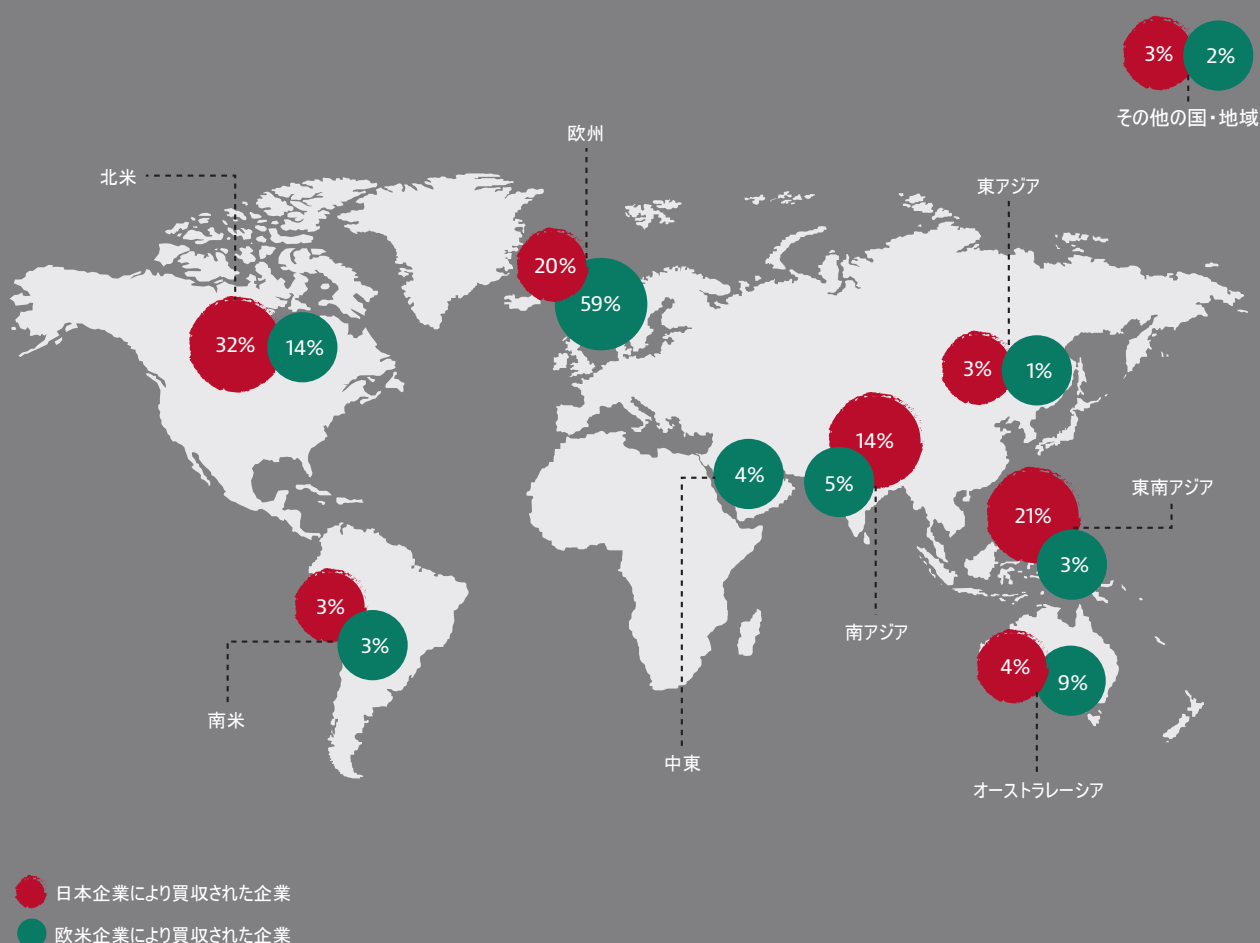 3% 2%
その他の国・地域
欧州
北米
東アジア
20%
59%
32% 14%
3% 1%
14%
4%
5%
東南アジア
21%
3%
3%
3%
南アジア
4%
9%
南米
中東
オーストラレーシア
日本企業により買収された企業
欧米企業により買収された企業